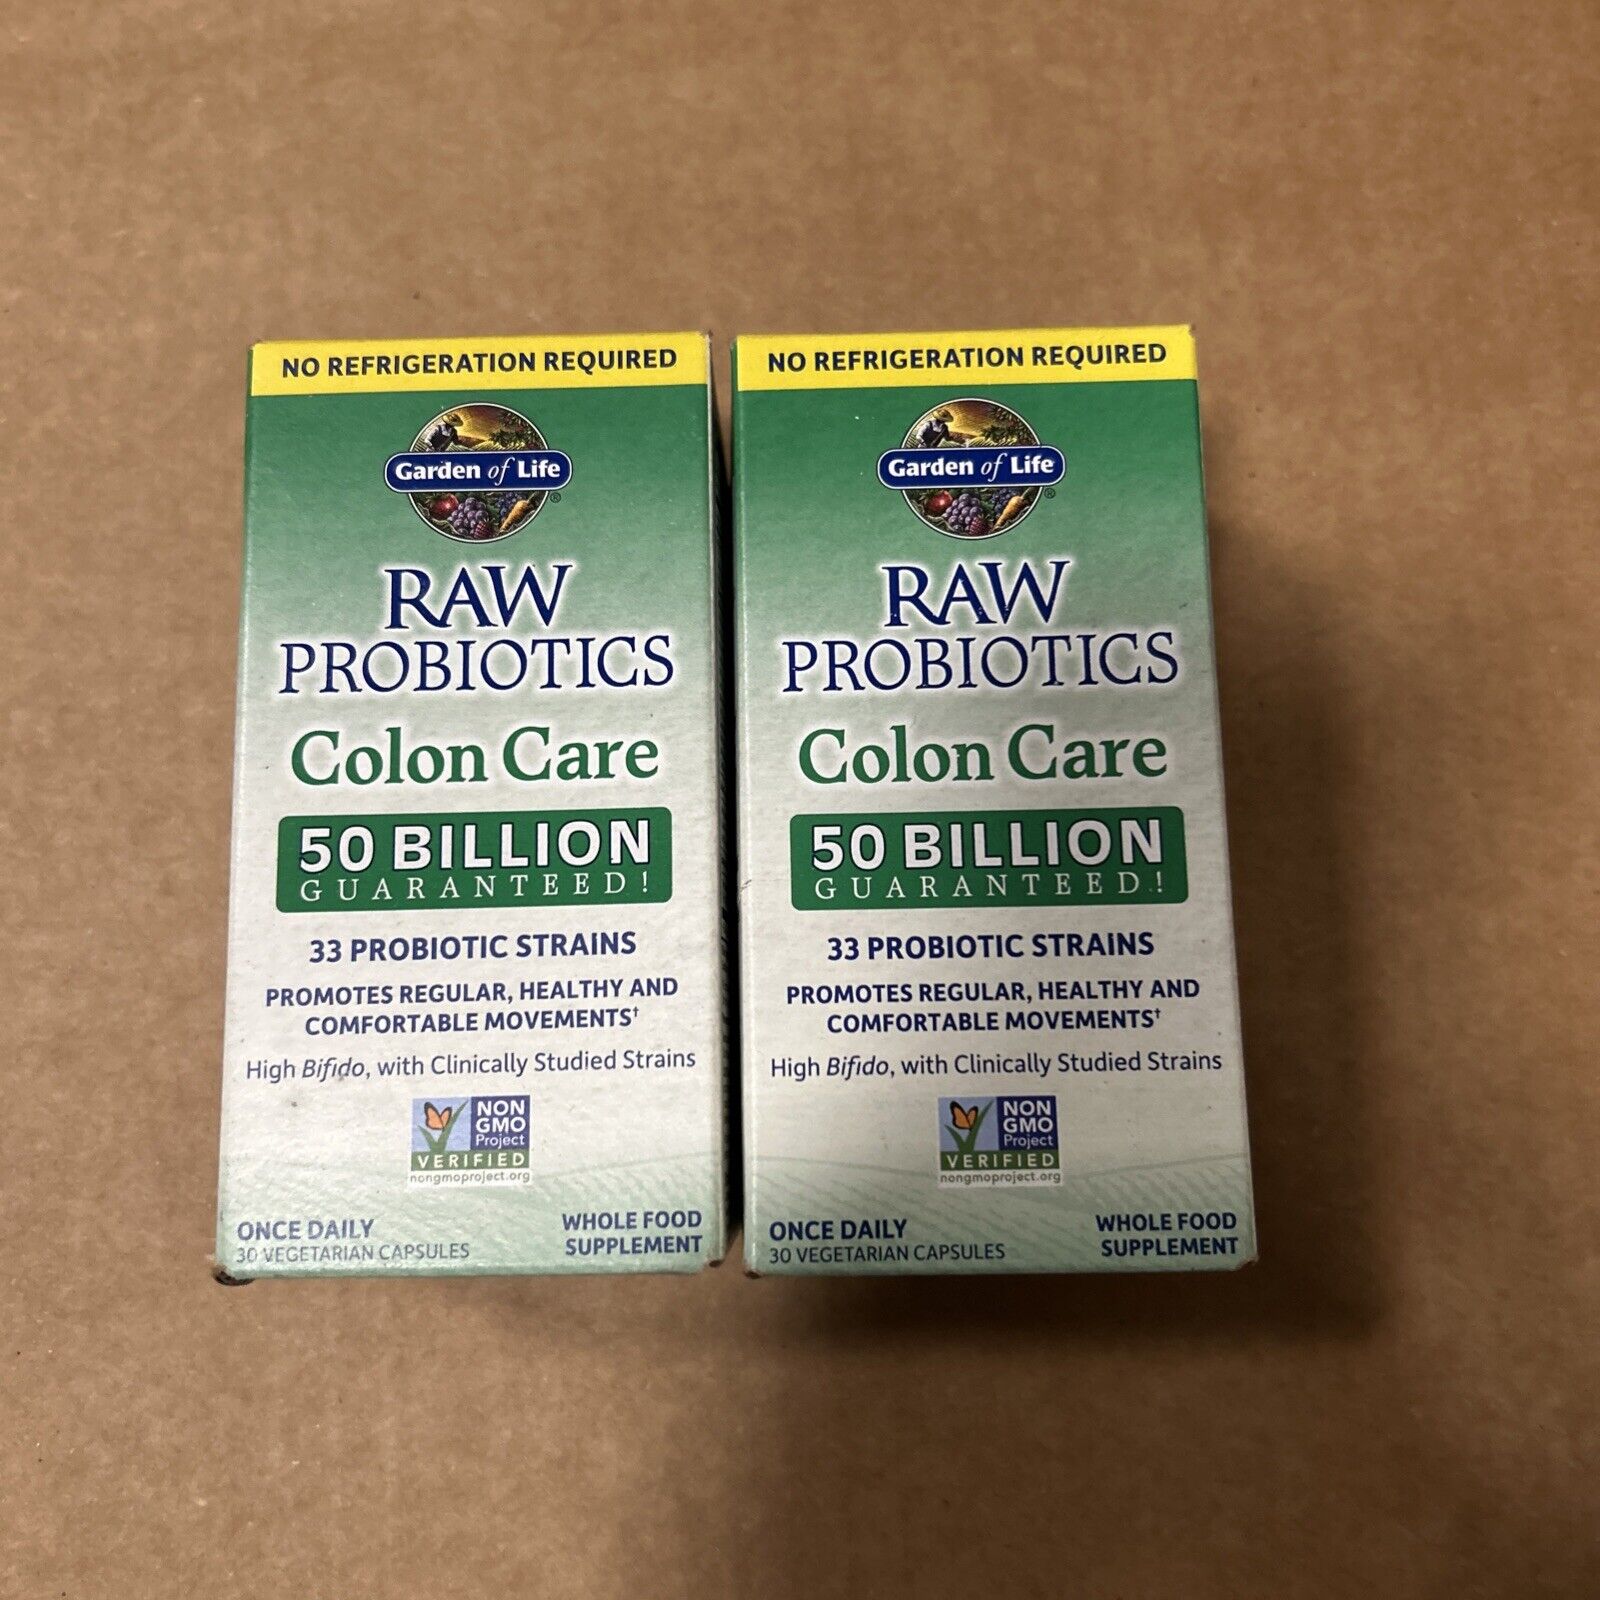 NO REFRIGERATION REQUIRED
Garden of Life®
RAW
PROBIOTICS
Colon Care
50 BILLION
GUARANTEED!
33 PROBIOTIC STRAINS
PROMOTES REGULAR, HEALTHY AND
COMFORTABLE MOVEMENTS†
High Bifido, with Clinically Studied Strains
NON
GMO
Project
VERIFIED
nongmoproject.org
ONCE DAILY
30 VEGETARIAN CAPSULES
WHOLE FOOD
SUPPLEMENT
NO REFRIGERATION REQUIRED
Garden of Life®
RAW
PROBIOTICS
Colon Care
50 BILLION
GUARANTEED!
33 PROBIOTIC STRAINS
PROMOTES REGULAR, HEALTHY AND
COMFORTABLE MOVEMENTS†
High Bifido, with Clinically Studied Strains
NON
GMO
Project
VERIFIED
nongmoproject.org
ONCE DAILY
30 VEGETARIAN CAPSULES
WHOLE FOOD
SUPPLEMENT